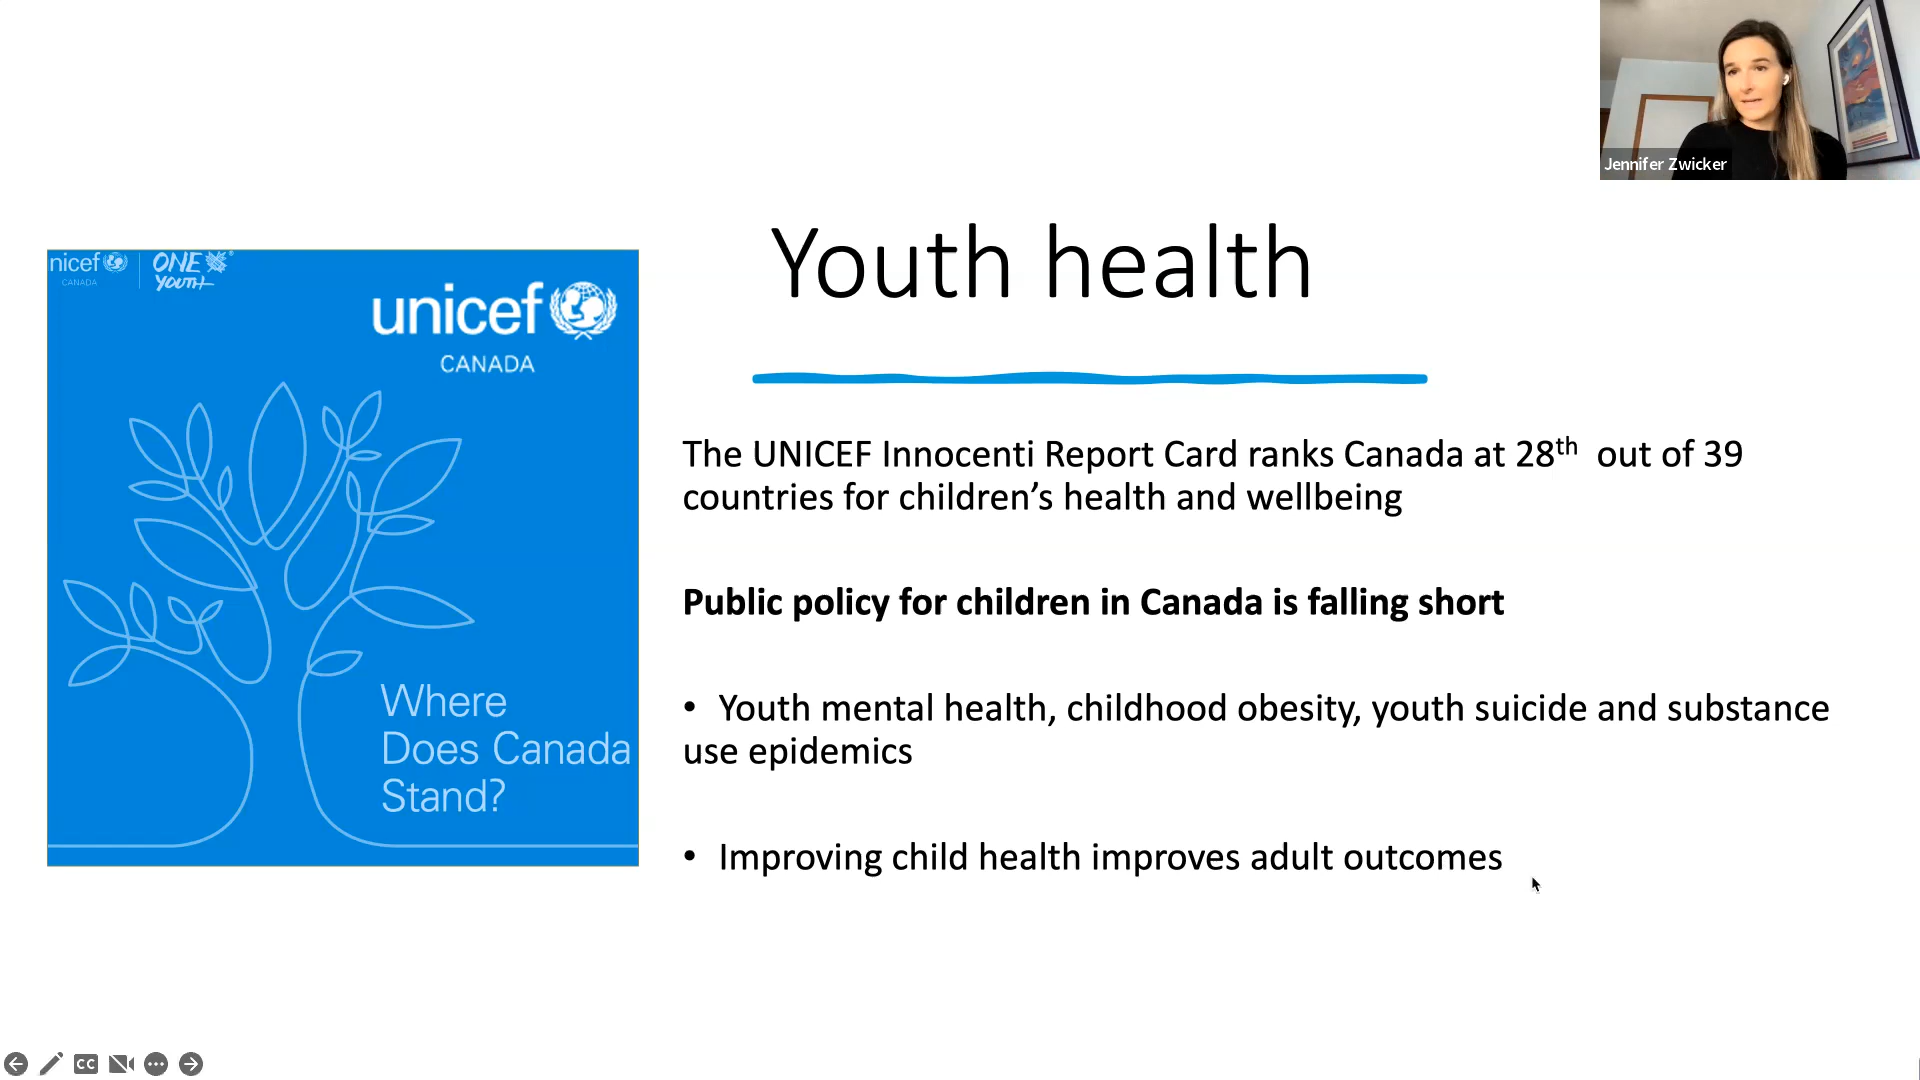 Jennifer Zwicker
nicef
CANADA
ONE
YOUTH
unicef
CANADA
Where
Does Canada
Stand?
Youth health
The UNICEF Innocenti Report Card ranks Canada at 28th out of 39
countries for children’s health and wellbeing
Public policy for children in Canada is falling short
• Youth mental health, childhood obesity, youth suicide and substance
use epidemics
• Improving child health improves adult outcomes
CC